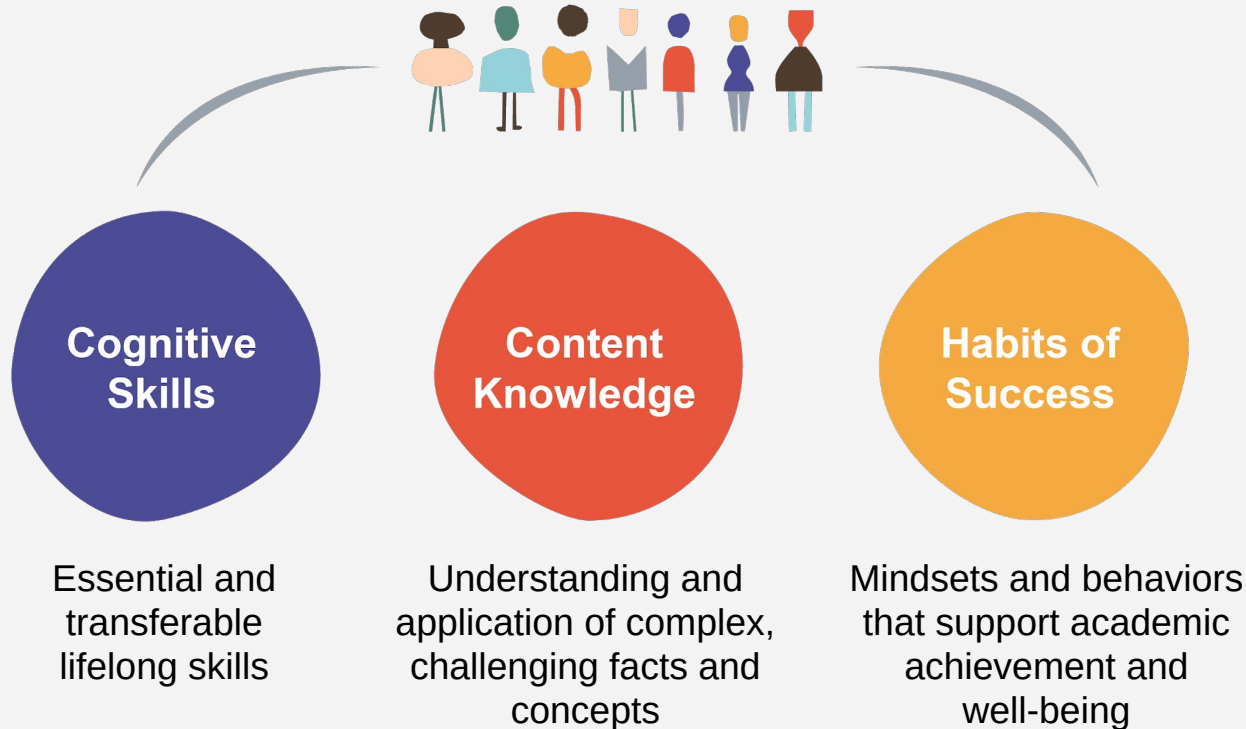 Cognitive
Skills
Content
Knowledge
Habits of
Success
Essential and
transferable
lifelong skills
Understanding and
application of complex,
challenging facts and
concepts
Mindsets and behaviors
that support academic
achievement and
well-being